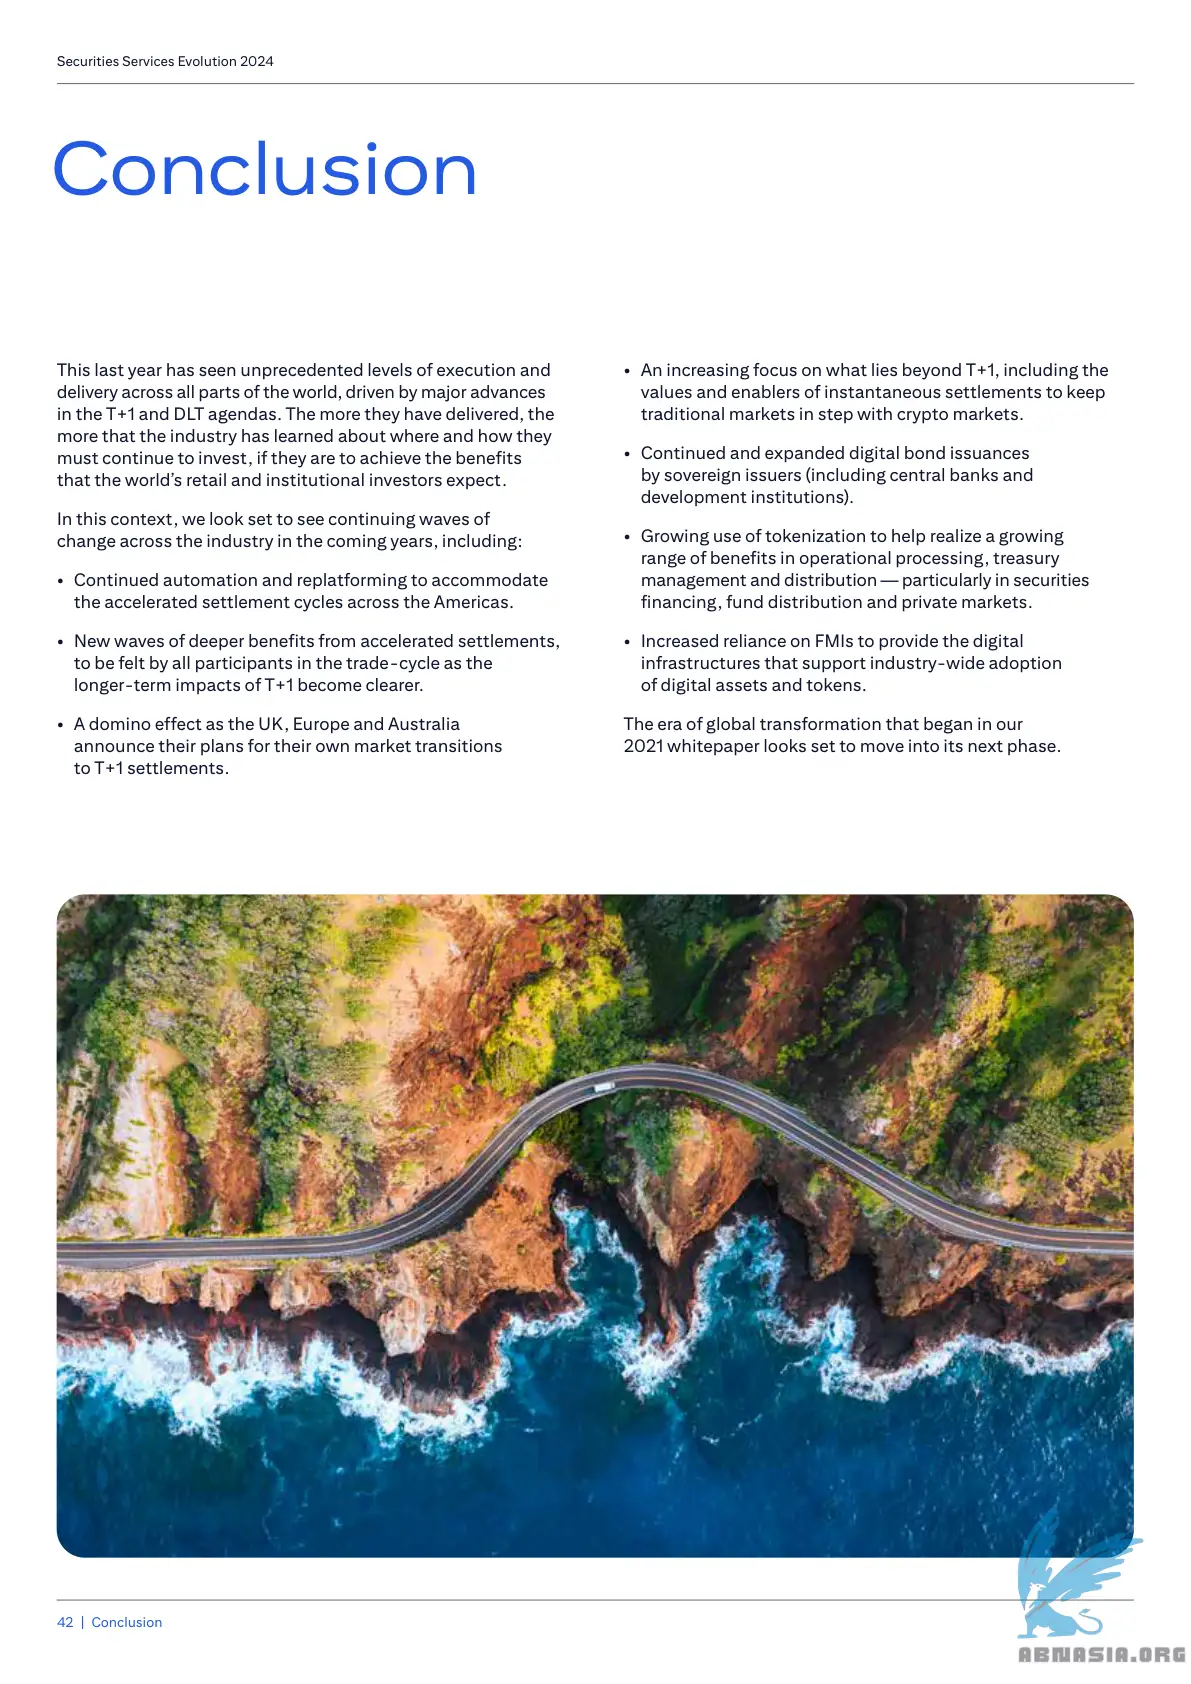 Securities Services Evolution 2024
Conclusion
This last year has seen unprecedented levels of execution and
delivery across all parts of the world, driven by major advances
in the T+1 and DLT agendas. The more they have delivered, the
more that the industry has learned about where and how they
must continue to invest, if they are to achieve the benefits
that the world’s retail and institutional investors expect.
In this context, we look set to see continuing waves of
change across the industry in the coming years, including:
• Continued automation and replatforming to accommodate
the accelerated settlement cycles across the Americas.
• New waves of deeper benefits from accelerated settlements,
to be felt by all participants in the trade-cycle as the
longer-term impacts of T+1 become clearer.
• A domino effect as the UK, Europe and Australia
announce their plans for their own market transitions
to T+1 settlements.
• An increasing focus on what lies beyond T+1, including the
values and enablers of instantaneous settlements to keep
traditional markets in step with crypto markets.
• Continued and expanded digital bond issuances
by sovereign issuers (including central banks and
development institutions).
• Growing use of tokenization to help realize a growing
range of benefits in operational processing, treasury
management and distribution — particularly in securities
financing, fund distribution and private markets.
• Increased reliance on FMIs to provide the digital
infrastructures that support industry-wide adoption
of digital assets and tokens.
The era of global transformation that began in our
2021 whitepaper looks set to move into its next phase.
42 | Conclusion
ABNASIA.ORG